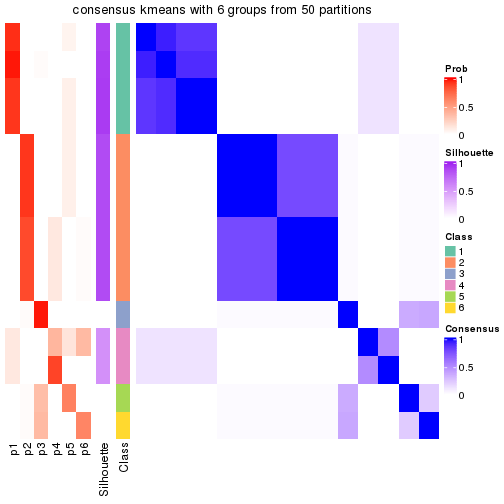 consensus kmeans with 6 groups from 50 partitions
Prob
1
0.5
0
Silhouette
1
0.5
0
Class
1
2
3
4
5
6
Consensus
1
0.5
0
p1
p2
p3
p4
p5
p6
Silhouette
Class